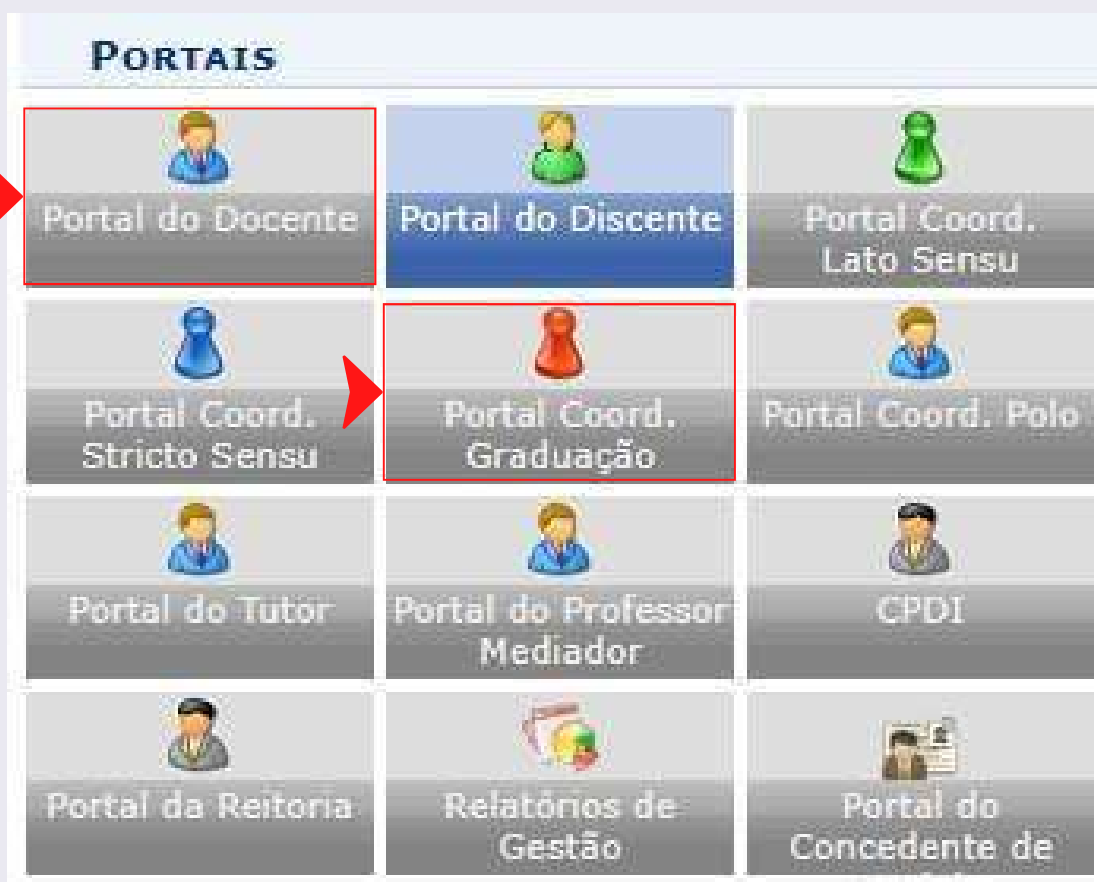 PORTAIS
Portal do Docente
Portal do Discente
Portal Coord.
Lato Sensu
Portal Coord.
Stricto Sensu
Portal Coord.
Graduação
Portal Coord. Polo
Portal do Tutor
Portal do Professor
Mediador
CPDI
Portal da Reitoria
Relatórios de
Gestão
Portal do
Concedente de